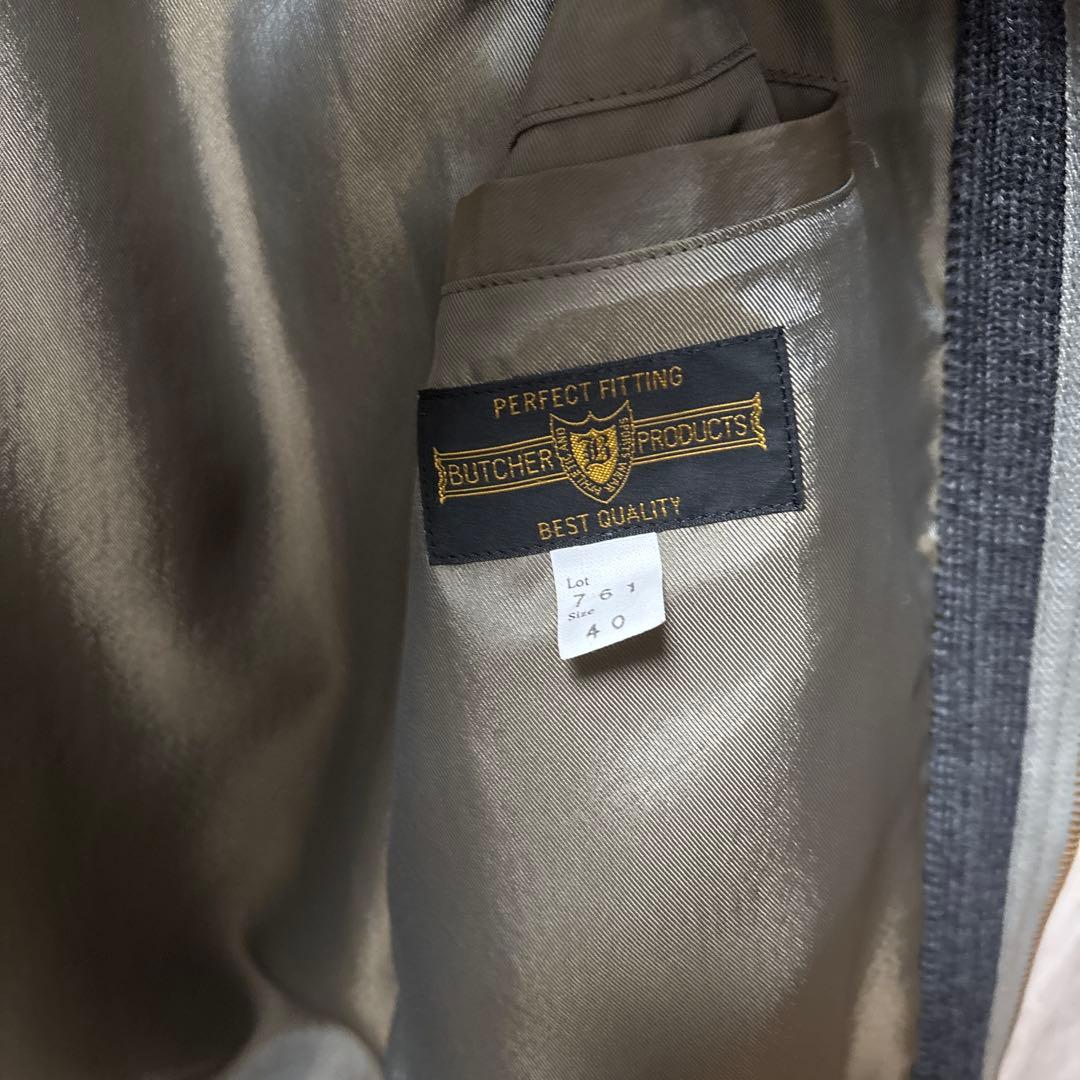 PERFECT FITTING
BUTCHER PRODUCTS
BEST QUALITY
Lot
761
Size
40